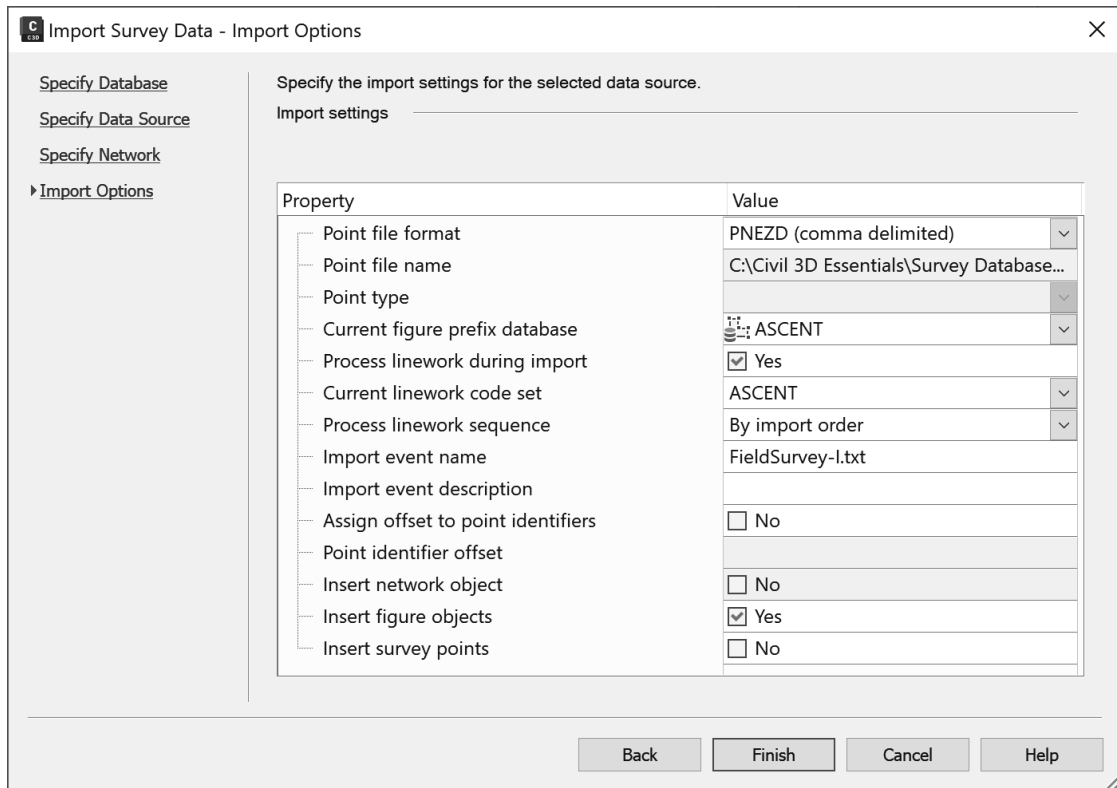 C
C3D
Import Survey Data - Import Options
Specify Database
Specify Data Source
Specify Network
Import Options
Specify the import settings for the selected data source.
Import settings
Property Value
Point file format PNEZD (comma delimited)
Point file name C:\Civil 3D Essentials\Survey Database...
Point type
Current figure prefix database ASCENT
Process linework during import Yes
Current linework code set ASCENT
Process linework sequence By import order
Import event name FieldSurvey-I.txt
Import event description
Assign offset to point identifiers No
Point identifier offset
Insert network object No
Insert figure objects Yes
Insert survey points No
Back Finish Cancel Help